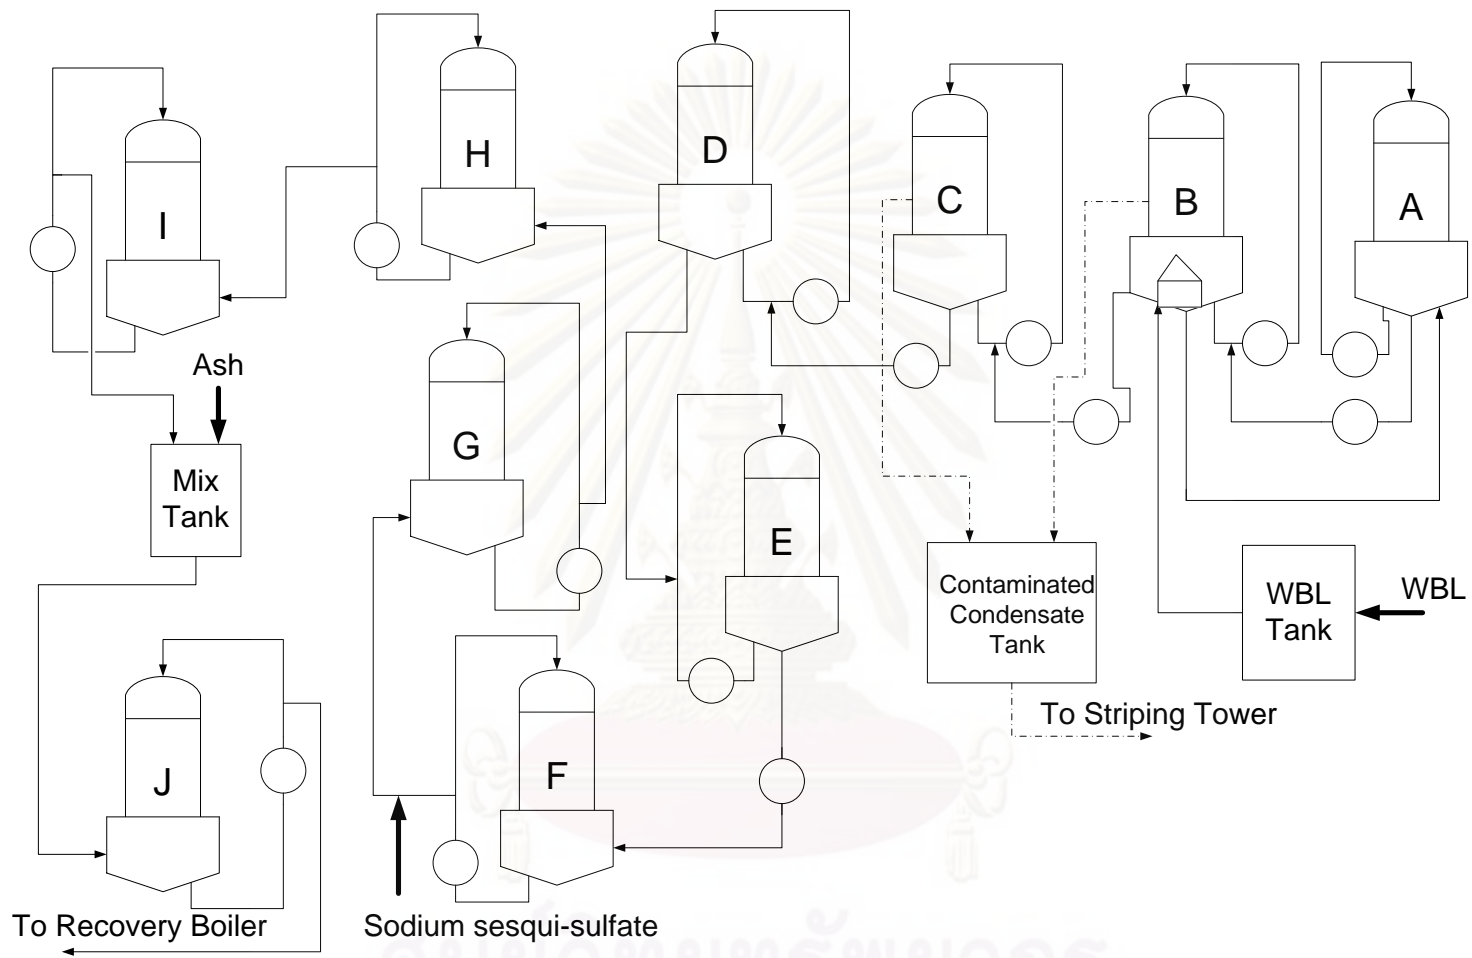 D
H
C
B
A
I
Ash
G
Mix
Tank
E
Contaminated
Condensate
Tank
WBL
Tank
WBL
To Striping Tower
J
F
To Recovery Boiler
Sodium sesqui-sulfate